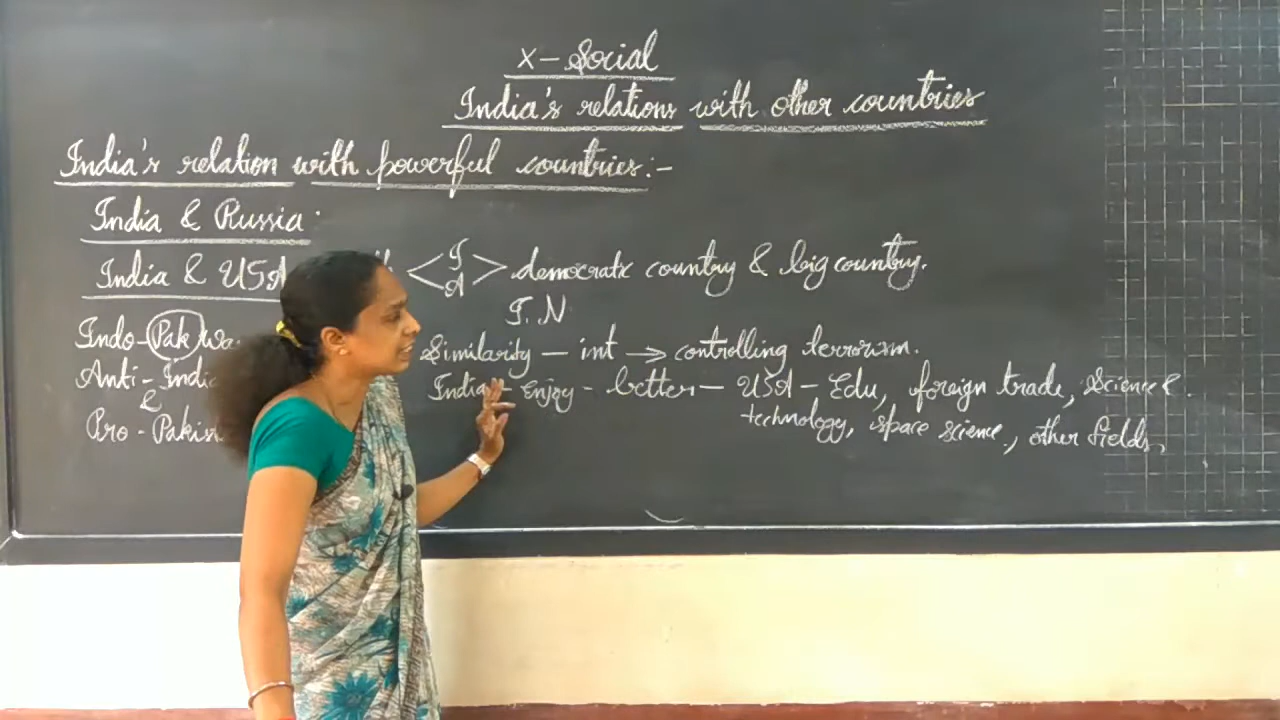 X - Social
India's relations with other countries
India's relation with powerful countries:-
India & Russia:
India & USA < I A > democratic country & big country.
I. N
Indo-Pak Wa
Similarity - int → controlling terrorism.
Anti-India
India - Enjoy - better - USA - Edu, foreign trade, Science &
&
technology, space science., other fields,
Pro-Pakis